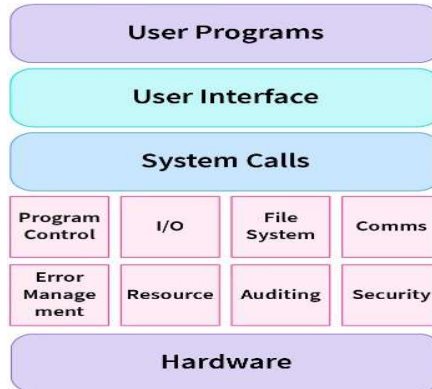 User Programs
User Interface
System Calls
Program
Control
I/O
File
System
Comms
Error
Manage
ment
Resource
Auditing
Security
Hardware